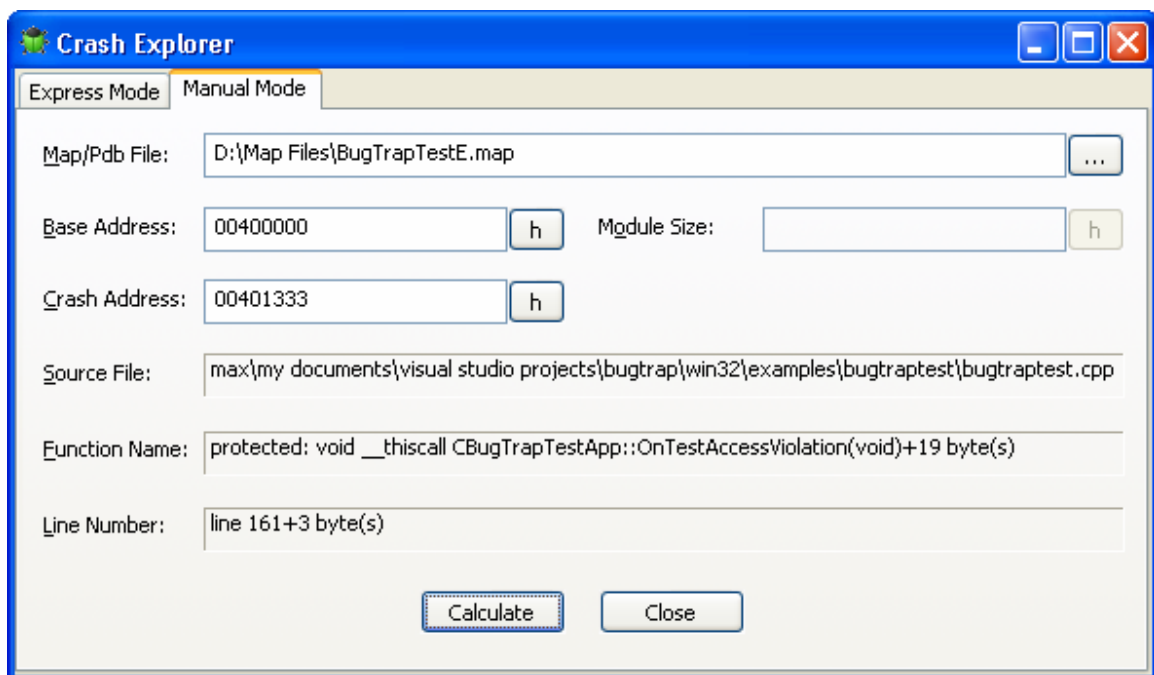 Crash Explorer
Express Mode Manual Mode
Map/Pdb File: D:\Map Files\BugTrapTestE.map ...
Base Address: 00400000 h Module Size: h
Crash Address: 00401333 h
Source File: max\my documents\visual studio projects\bugtrap\win32\examples\bugtraptest\bugtraptest.cpp
Function Name: protected: void __thiscall CBugTrapTestApp::OnTestAccessViolation(void)+19 byte(s)
Line Number: line 161+3 byte(s)
Calculate Close